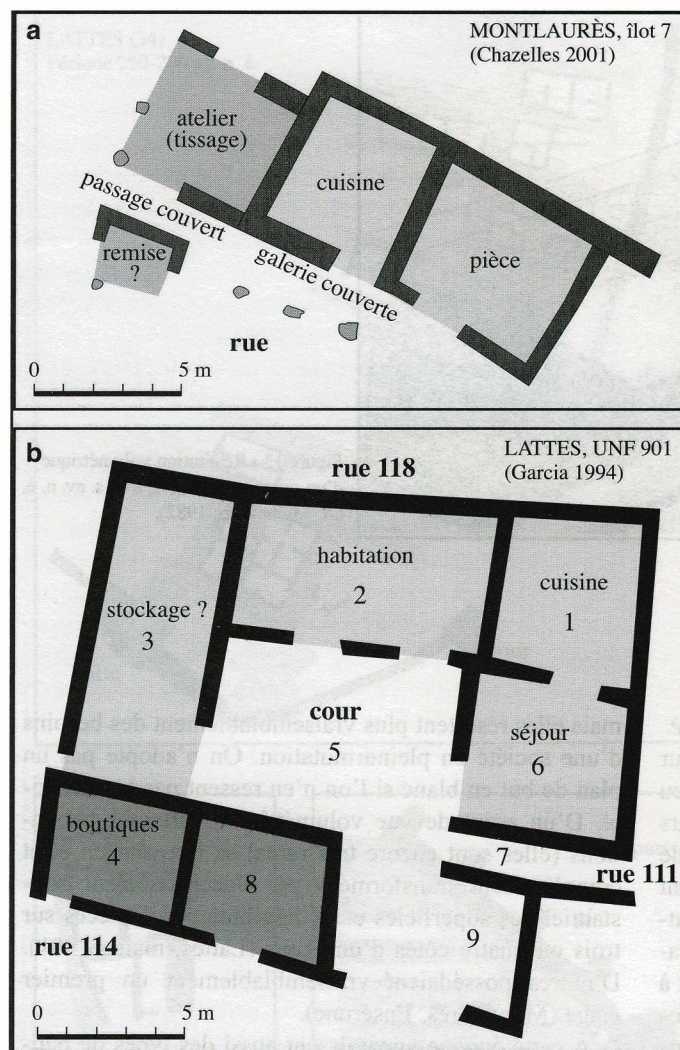 a
MONTLAURÈS, îlot 7
(Chazelles 2001)
atelier
(tissage)
cuisine
pièce
passage couvert
galerie couverte
remise
?
rue
0 5 m
b
LATTES, UNF 901
(Garcia 1994)
rue 118
habitation
2
cuisine
1
stockage ?
3
cour
5
séjour
6
boutiques
4
8
7
rue 111
9
rue 114
0 5 m